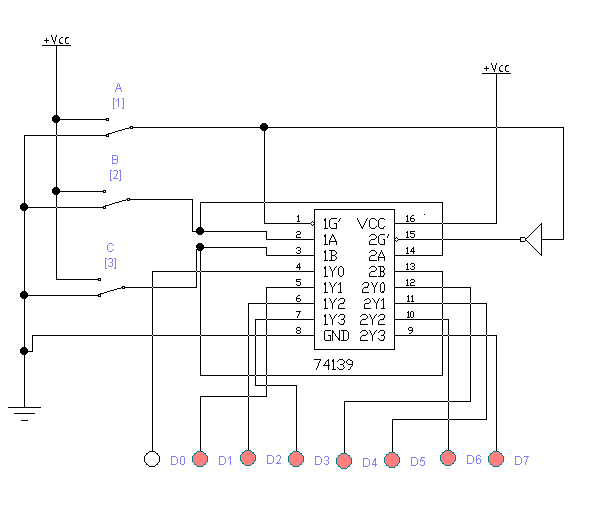 +Vcc
+Vcc
A
[1]
B
[2]
C
[3]
1 1G' VCC 16
2 1A 2G' 15
3 1B 2A 14
4 1Y0 2B 13
5 1Y1 2Y0 12
6 1Y2 2Y1 11
7 1Y3 2Y2 10
8 GND 2Y3 9
74139
D0 D1 D2 D3 D4 D5 D6 D7